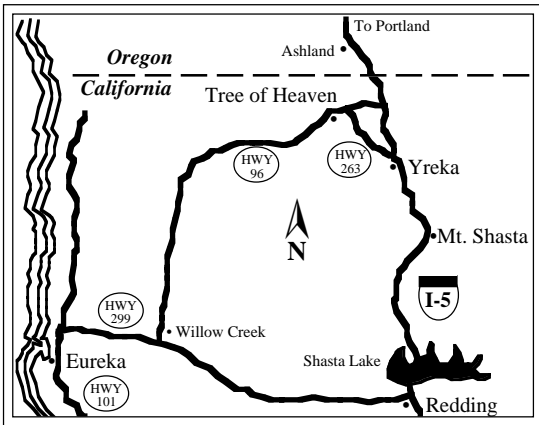 To Portland
Ashland
Oregon
California
Tree of Heaven
HWY
96
HWY
263
Yreka
N
Mt. Shasta
I-5
HWY
299
Willow Creek
Shasta Lake
Eureka
HWY
101
Redding